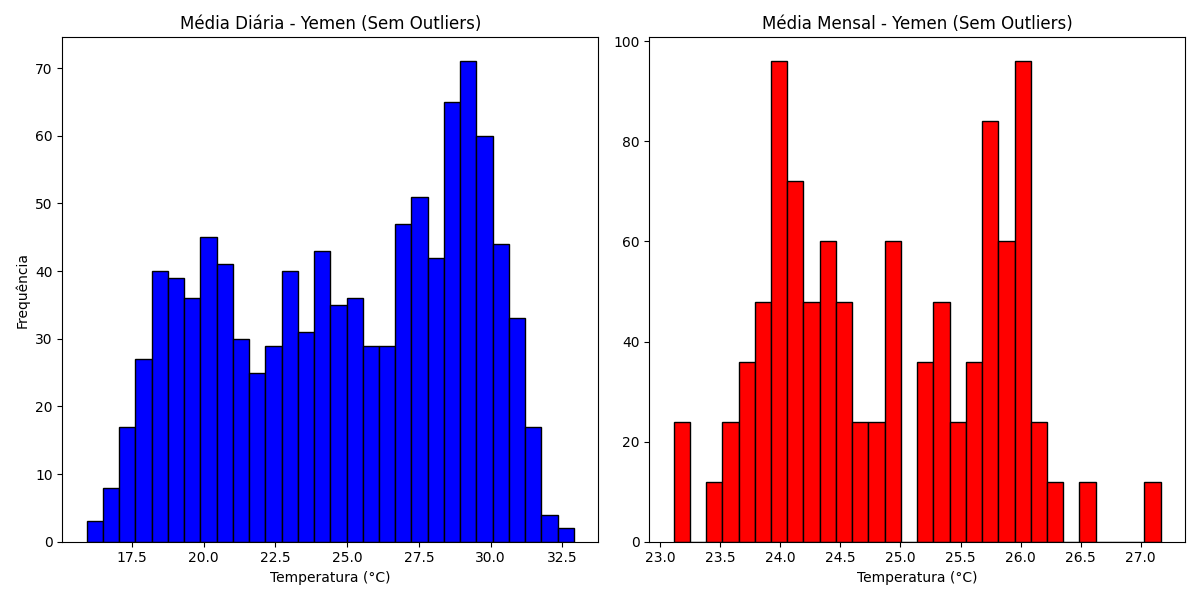 Média Diária - Yemen (Sem Outliers)
Frequência
70
60
50
40
30
20
10
0
17.5 20.0 22.5 25.0 27.5 30.0 32.5
Temperatura (°C)
Média Mensal - Yemen (Sem Outliers)
100
80
60
40
20
0
23.0 23.5 24.0 24.5 25.0 25.5 26.0 26.5 27.0
Temperatura (°C)